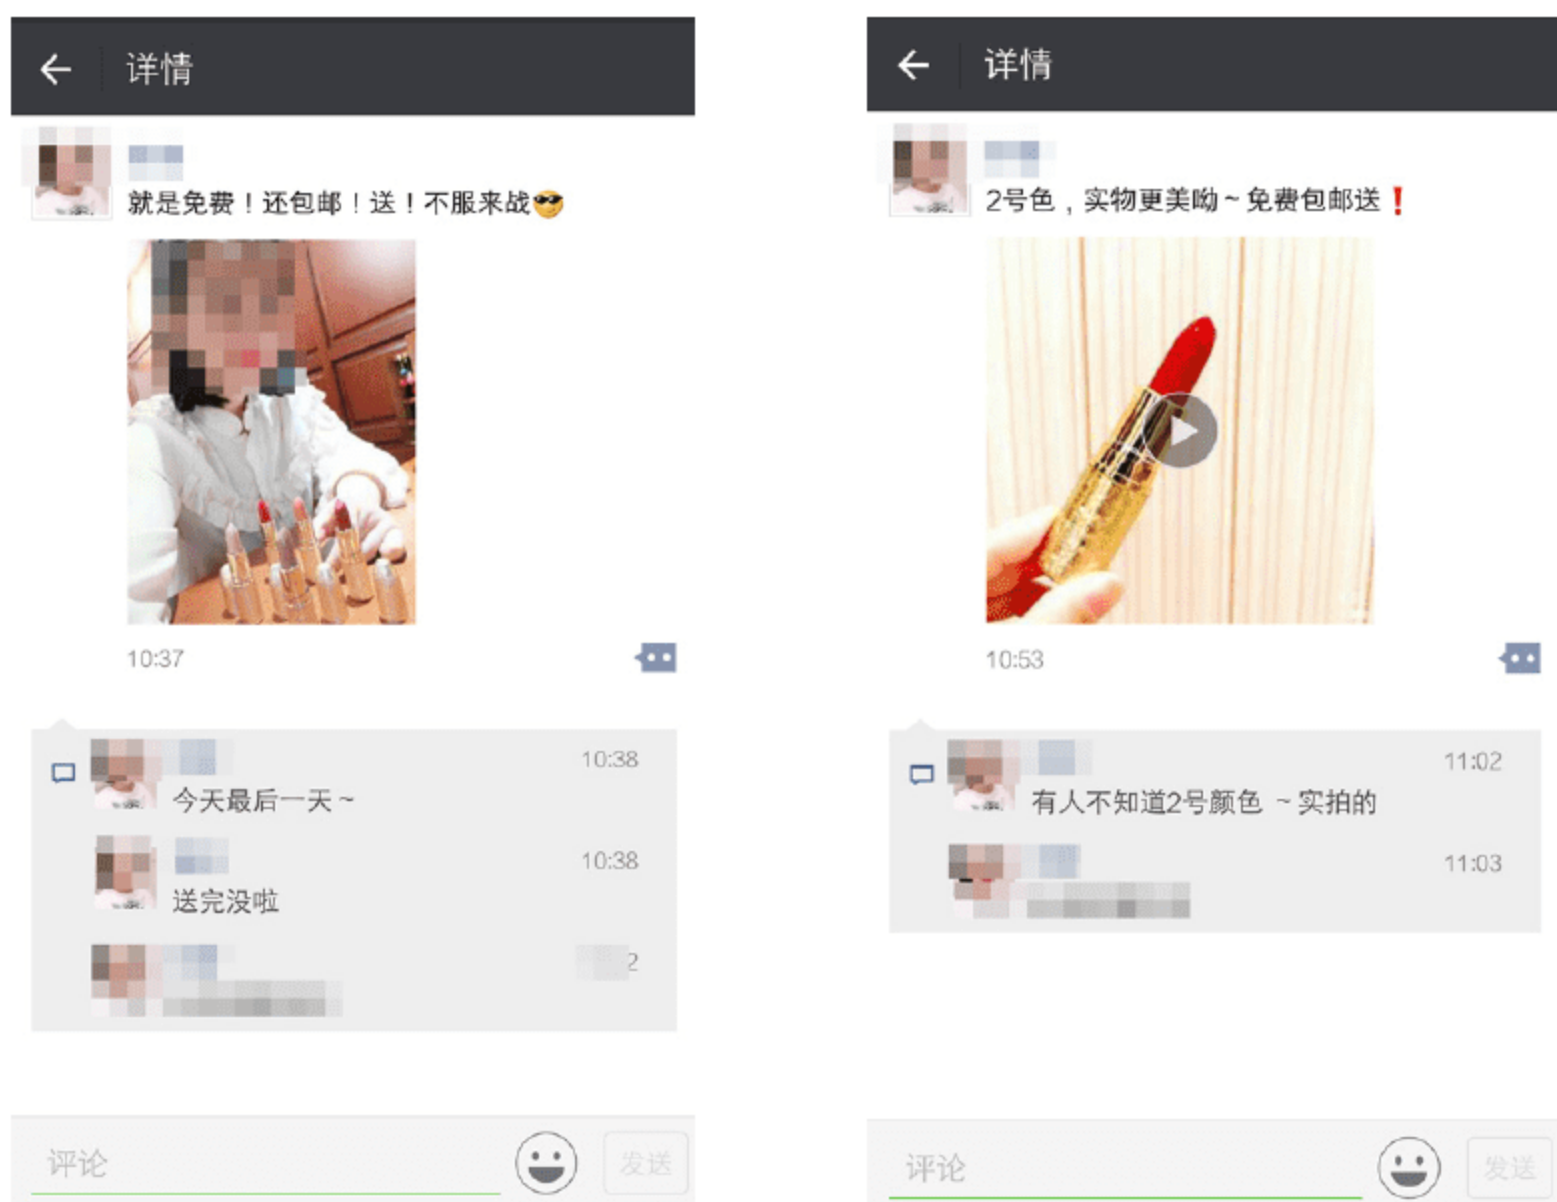 详情
就是免费！还包邮！送！不服来战
10:37
10:38
今天最后一天~
10:38
送完没啦
2
评论
发送
详情
2号色，实物更美呦~免费包邮送！
10:53
11:02
有人不知道2号颜色 ~实拍的
11:03
评论
发送